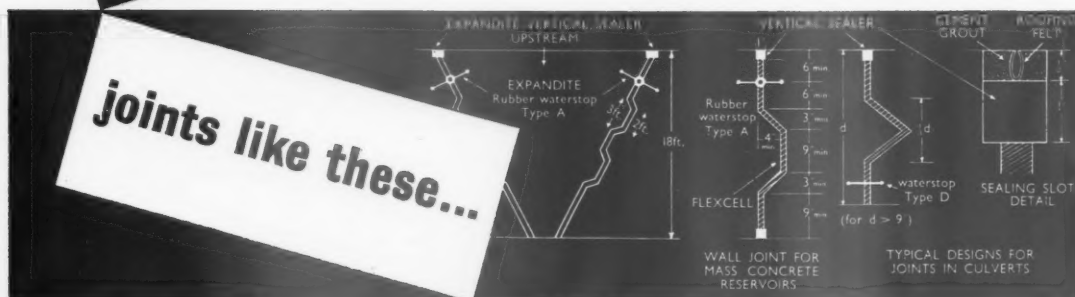 joints like these...
EXPANDITE VERTICAL SEALER
UPSTREAM
EXPANDITE
Rubber waterstop
Type A
3ft.
2ft.
18ft.
VERTICAL SEALER
6 min.
6 min.
3 min.
9 min.
3 min.
9 min.
Rubber
waterstop
Type A
4
min.
FLEXCELL
WALL JOINT FOR
MASS CONCRETE
RESERVOIRS
d
d
waterstop
Type D
(for d > 9")
TYPICAL DESIGNS FOR
JOINTS IN CULVERTS
CEMENT
GROUT
ROOFING
FELT
SEALING SLOT
DETAIL